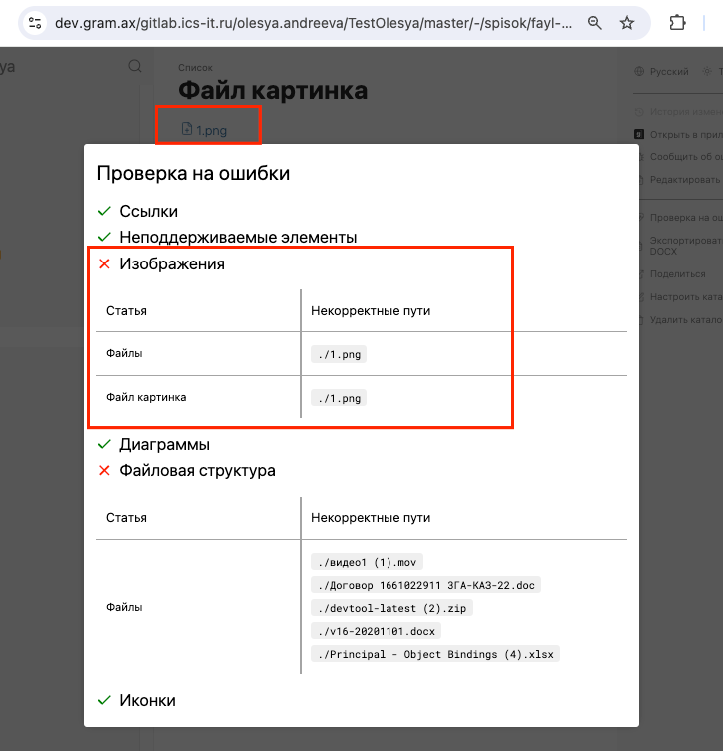 dev.gram.ax/gitlab.ics-it.ru/olesya.andreeva/TestOlesya/master/-/spisok/fayl-...
ya
Список
Файл картинка
1.png
Русский
История измен
Открыть в прил
Сообщить об о
Редактировать
Проверка на ош
Экспортироват
DOCX
Поделиться
Настроить ката
Удалить катало
Проверка на ошибки
Ссылки
Неподдерживаемые элементы
Изображения
Статья Некорректные пути
Файлы ./1.png
Файл картинка ./1.png
Диаграммы
Файловая структура
Статья Некорректные пути
./видео1 (1).mov
./Договор 1661022911 ЗГА-КАЗ-22.doc
Файлы ./devtool-latest (2).zip
./v16-20201101.docx
./Principal - Object Bindings (4).xlsx
Иконки